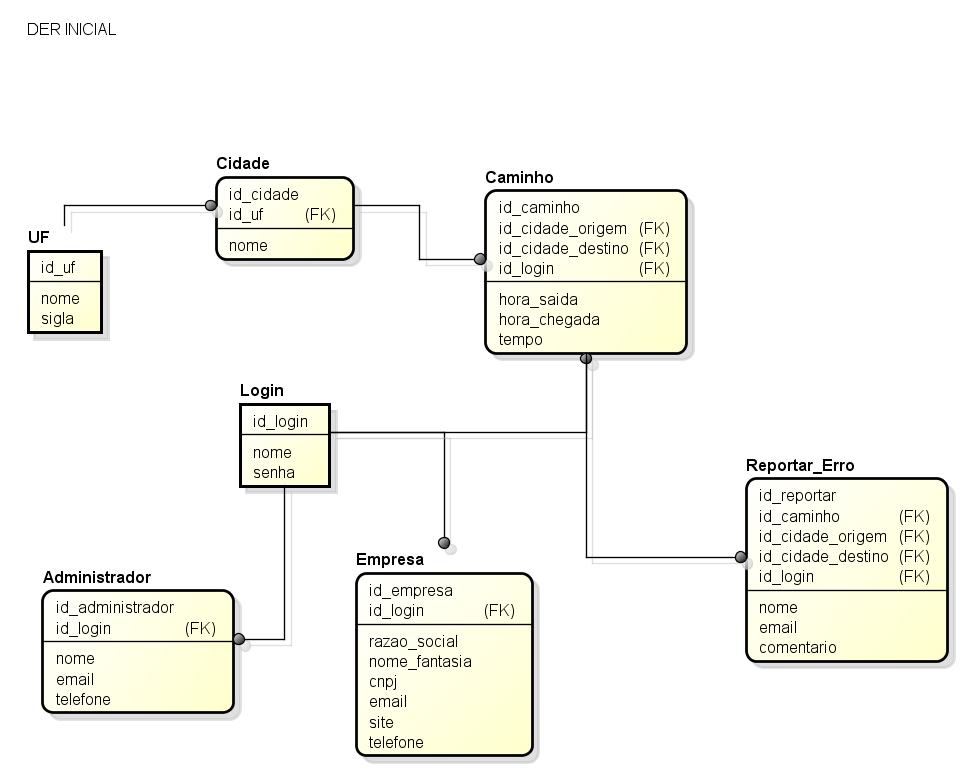 DER INICIAL
Cidade
id_cidade
id_uf (FK)
nome
Caminho
id_caminho
id_cidade_origem (FK)
id_cidade_destino (FK)
id_login (FK)
hora_saida
hora_chegada
tempo
UF
id_uf
nome
sigla
Login
id_login
nome
senha
Reportar_Erro
id_reportar
id_caminho (FK)
id_cidade_origem (FK)
id_cidade_destino (FK)
id_login (FK)
nome
email
comentario
Administrador
id_administrador
id_login (FK)
nome
email
telefone
Empresa
id_empresa
id_login (FK)
razao_social
nome_fantasia
cnpj
email
site
telefone